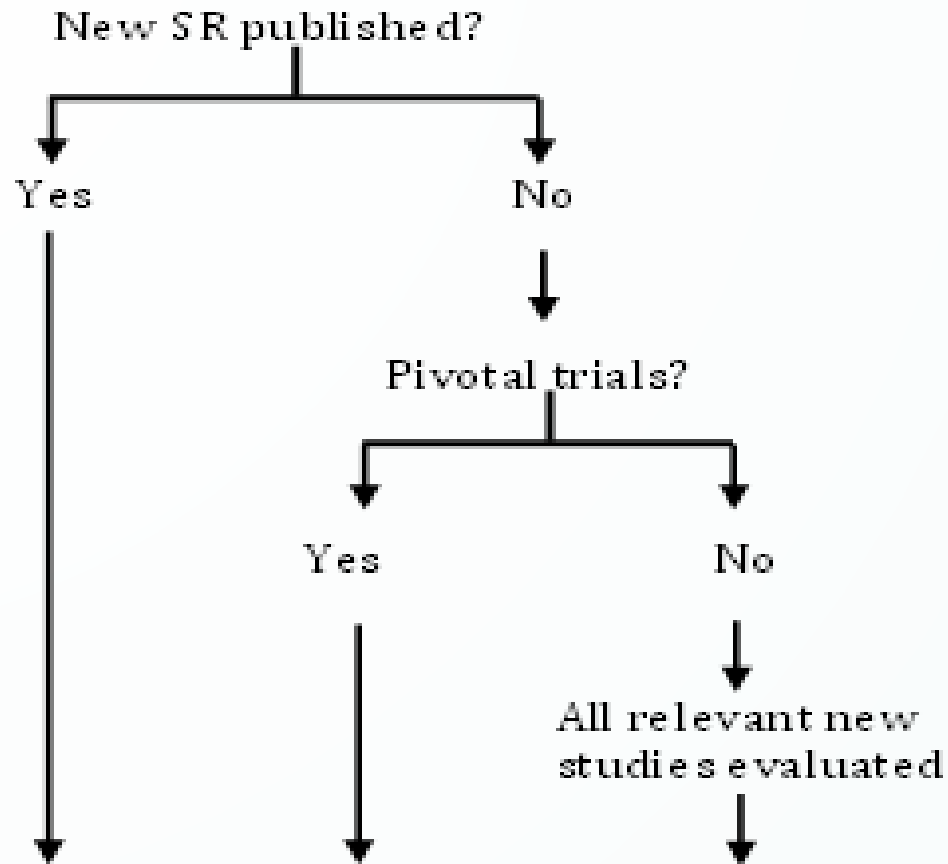 New SR published?
Yes
No
Pivotal trials?
Yes
No
All relevant new
studies evaluated